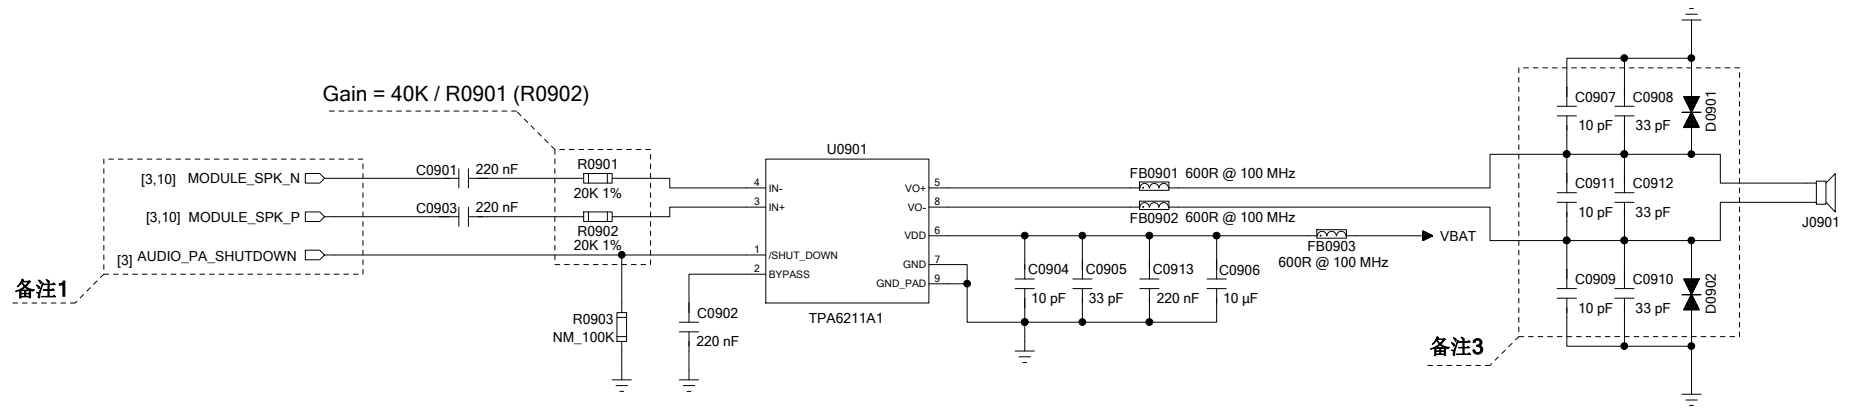 Gain = 40K / R0901 (R0902)
[3,10] MODULE_SPK_N
C0901 220 nF
R0901
20K 1%
[3,10] MODULE_SPK_P
C0903 220 nF
R0902
20K 1%
[3] AUDIO_PA_SHUTDOWN
备注1
R0903
NM_100K
C0902
220 nF
U0901
4 IN-
3 IN+
1 /SHUT_DOWN
2 BYPASS
VO+ 5
VO- 8
VDD 6
GND 7
GND_PAD 9
TPA6211A1
FB0901 600R @ 100 MHz
FB0902 600R @ 100 MHz
FB0903
600R @ 100 MHz
VBAT
C0904
10 pF
C0905
33 pF
C0913
220 nF
C0906
10 µF
C0907
10 pF
C0908
33 pF
D0901
C0911
10 pF
C0912
33 pF
C0909
10 pF
C0910
33 pF
D0902
J0901
备注3